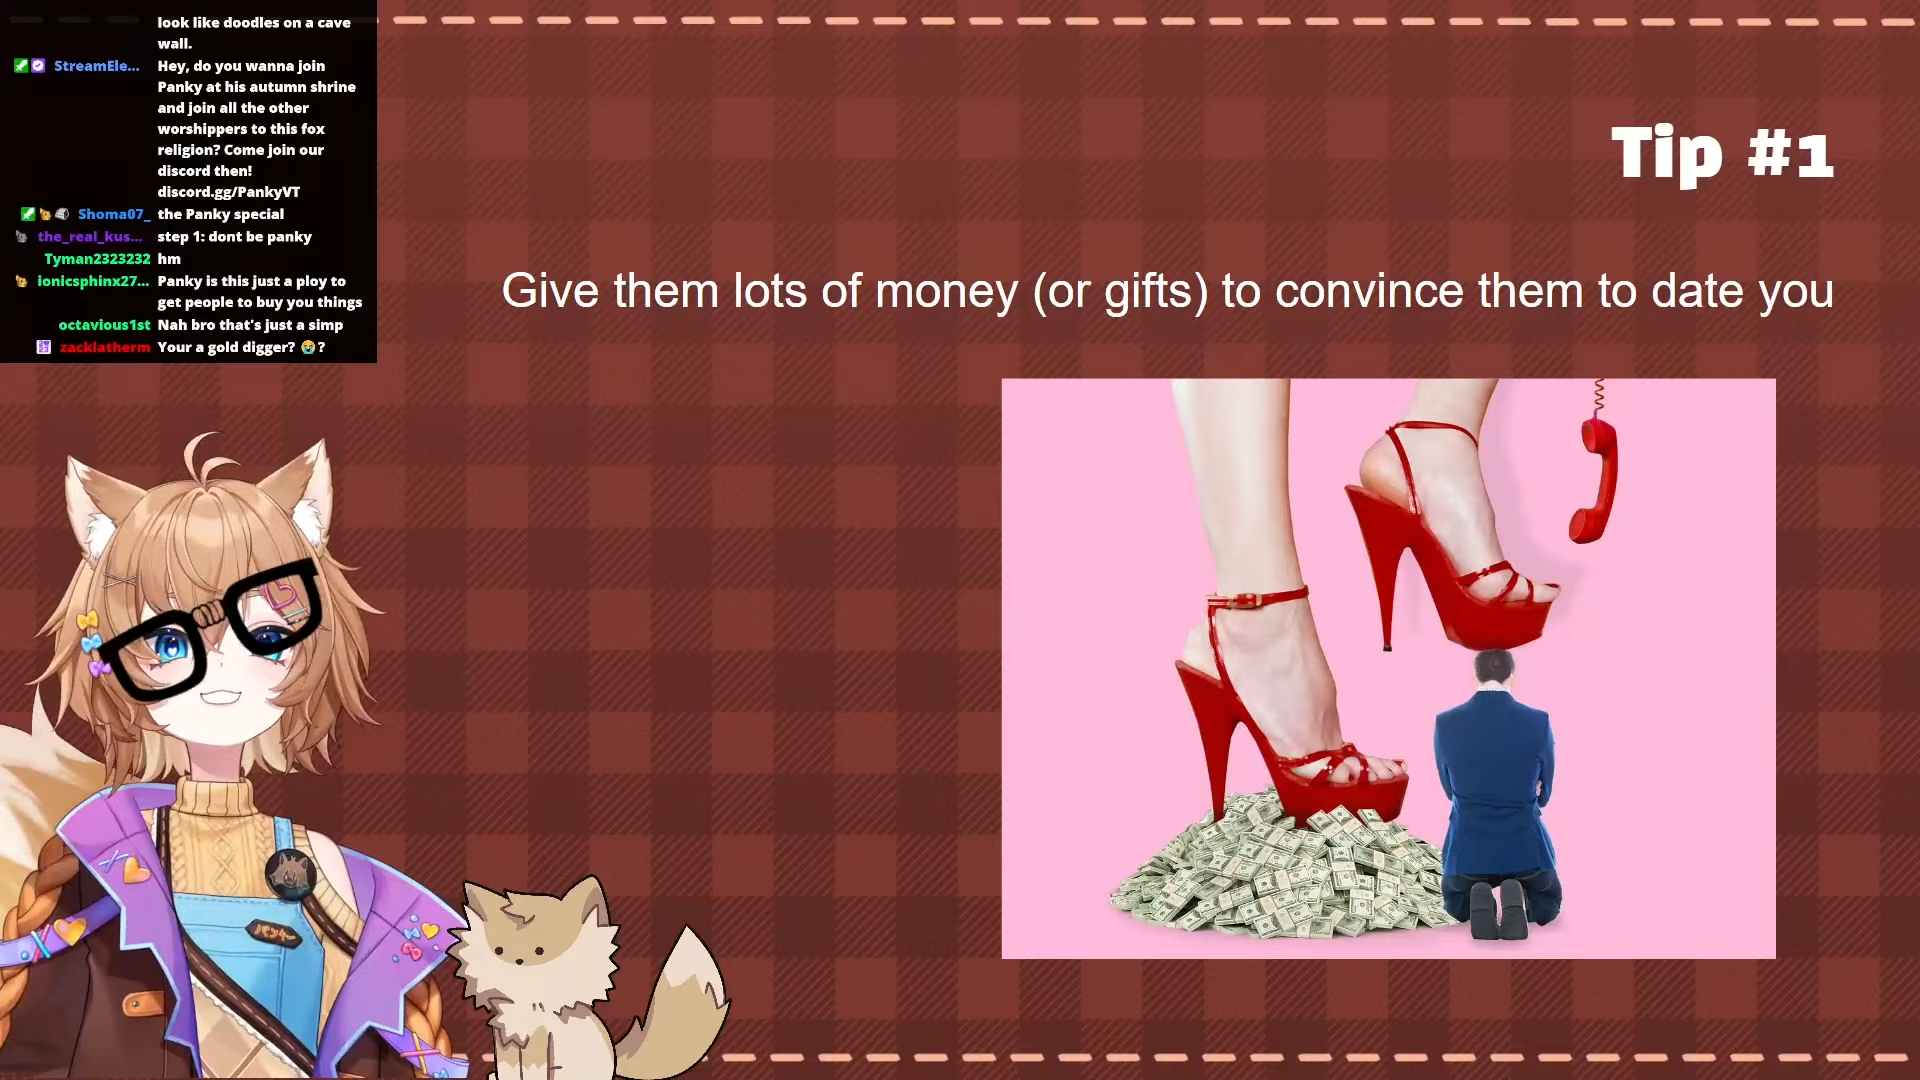 look like doodles on a cave
wall.
StreamEle... Hey, do you wanna join
Panky at his autumn shrine
and join all the other
worshippers to this fox
religion? Come join our
discord then!
discord.gg/PankyVT
Shoma07_ the Panky special
the_real_kus... step 1: dont be panky
Tyman2323232 hm
ionicsphinx27... Panky is this just a ploy to
get people to buy you things
octavious1st Nah bro that's just a simp
zacklatherm Your a gold digger? 😭?
Tip #1
Give them lots of money (or gifts) to convince them to date you
パンキー